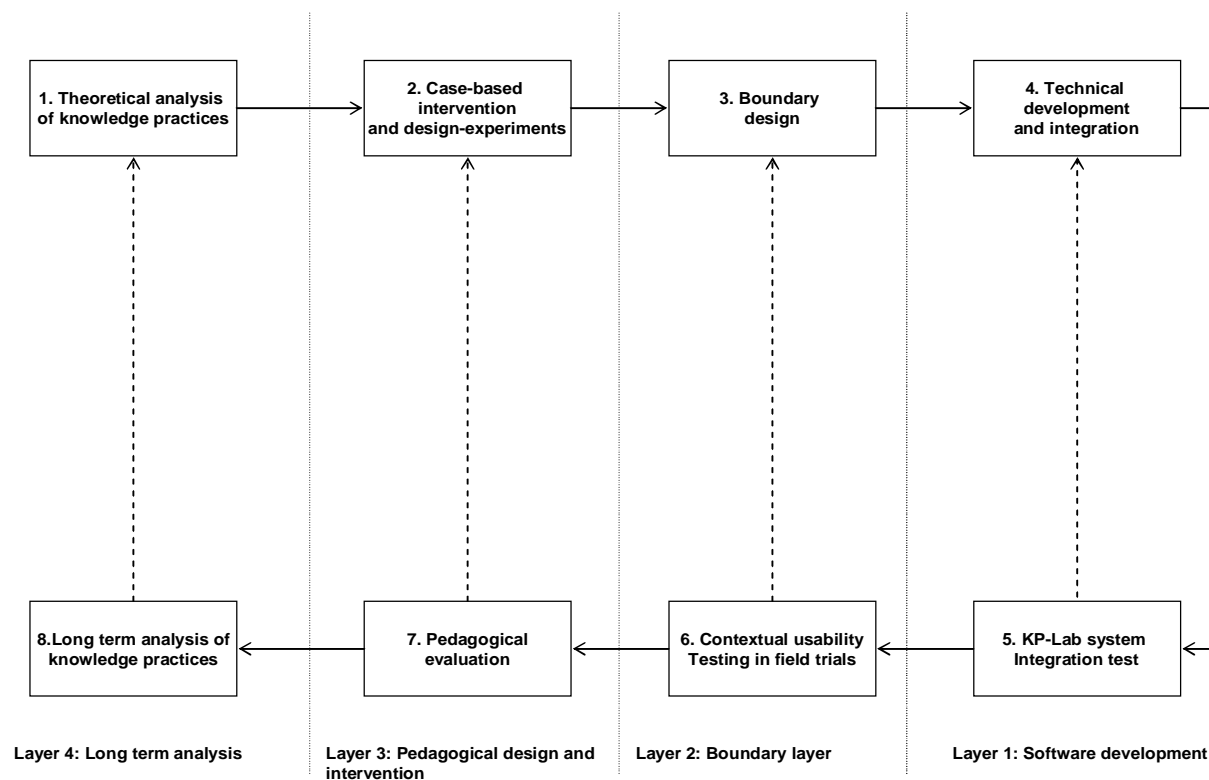 1. Theoretical analysis
of knowledge practices
2. Case-based
intervention
and design-experiments
3. Boundary
design
4. Technical
development
and integration
8.Long term analysis of
knowledge practices
7. Pedagogical
evaluation
6. Contextual usability
Testing in field trials
5. KP-Lab system
Integration test
Layer 4: Long term analysis
Layer 3: Pedagogical design and
intervention
Layer 2: Boundary layer
Layer 1: Software development